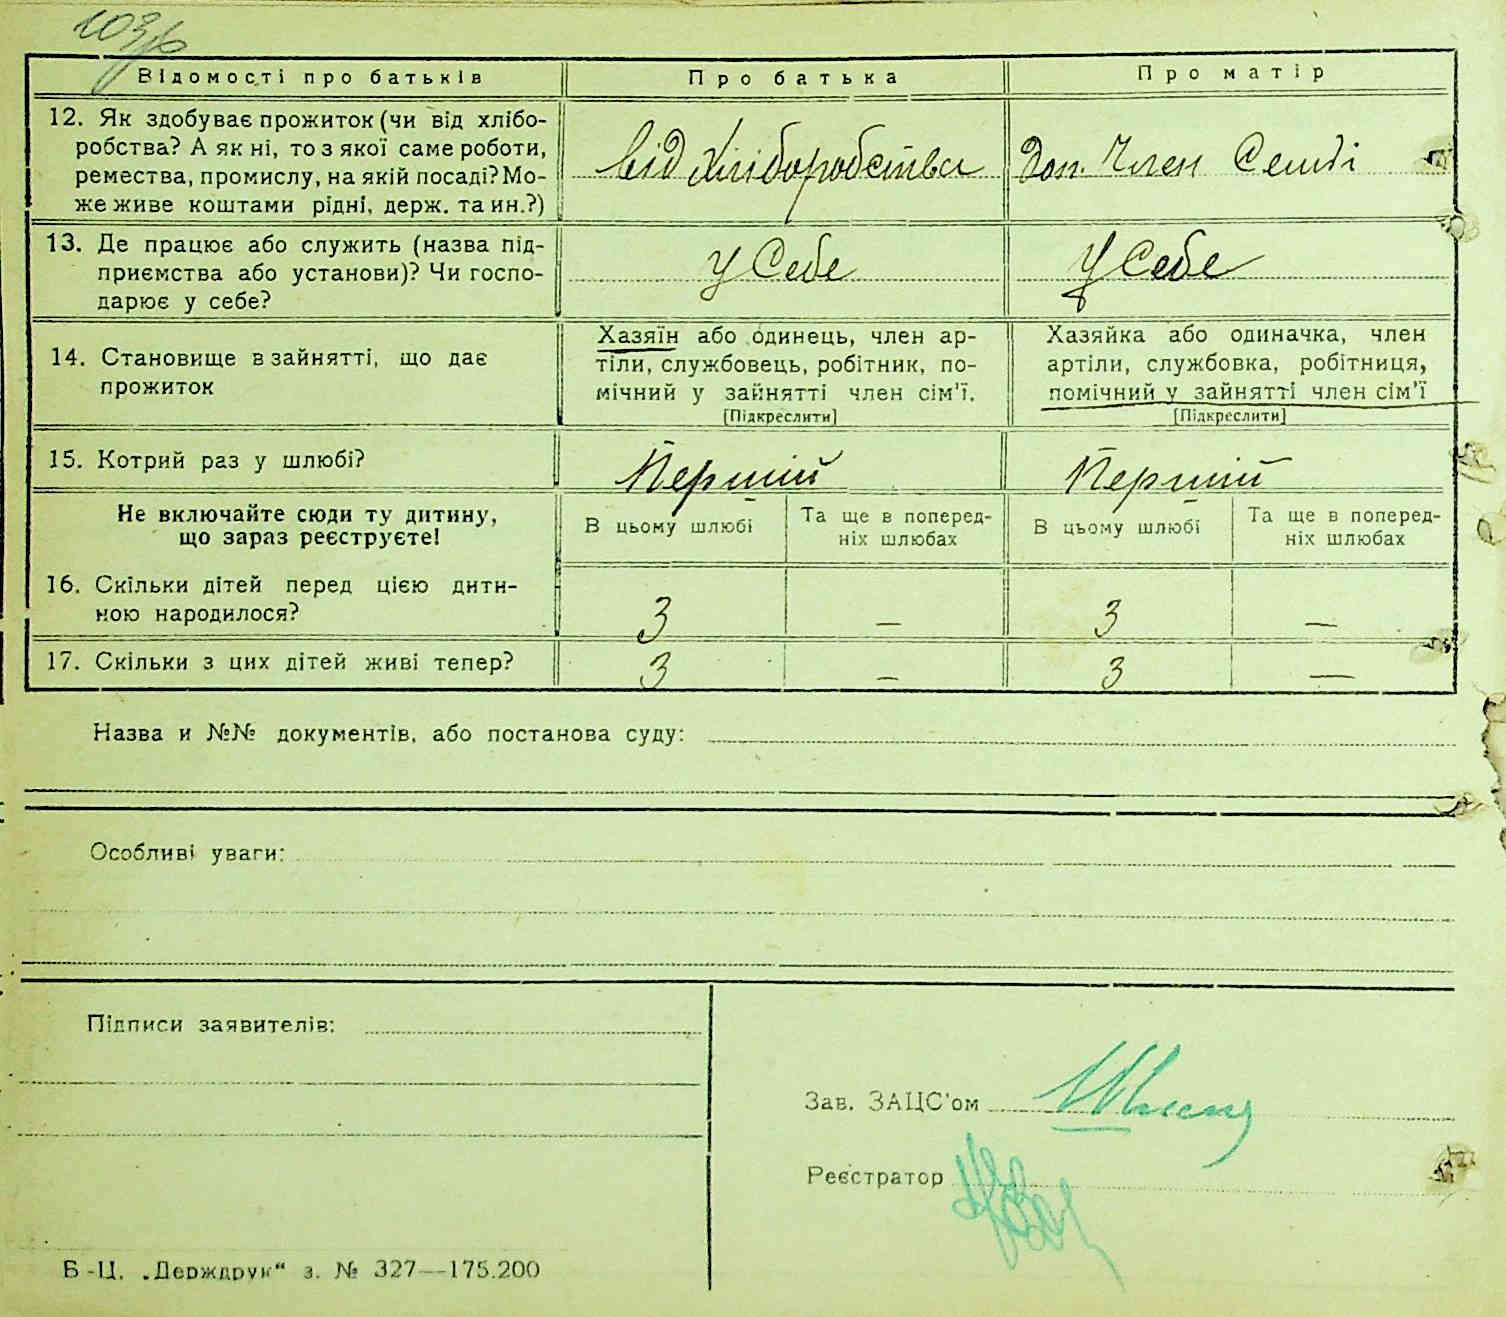 103
Відомості про батьків Про батька Про матір
12. Як здобуває прожиток (чи від хлібо-
робства? А як ні, то з якої саме роботи,
ремества, промислу, на якій посаді? Мо-
же живе коштами рідні, держ. та ин.?)
від хліборобства
Доп. Член Семьі
13. Де працює або служить (назва під-
приємства або установи)? Чи госпо-
дарює у себе?
у Себе
у Себе
14. Становище в зайнятті, що дає
прожиток
Хазяїн або одинець, член ар-
тіли, службовець, робітник, по-
мічний у зайнятті член сім'ї.
[Підкреслити]
Хазяйка або одиначка, член
артіли, службовка, робітниця,
помічний у зайнятті член сім'ї
[Підкреслити]
15. Котрий раз у шлюбі? Перший Перший
Не включайте сюди ту дитину,
що зараз реєструєте!
В цьому шлюбі
Та ще в поперед-
ніх шлюбах
В цьому шлюбі
Та ще в поперед-
ніх шлюбах
16. Скільки дітей перед цією дити-
ною народилося?
3 — 3 —
17. Скільки з цих дітей живі тепер? 3 — 3 —
Назва и №№ документів, або постанова суду:
Особливі уваги:
Підписи заявителів:
Зав. ЗАЦС'ом
Реєстратор
Б-Ц. „Держдрук“ з. № 327—175.200